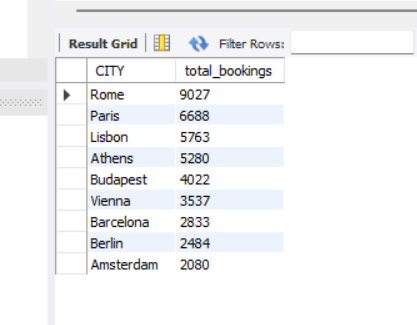 Result Grid Filter Rows:
CITY total_bookings
Rome 9027
Paris 6688
Lisbon 5763
Athens 5280
Budapest 4022
Vienna 3537
Barcelona 2833
Berlin 2484
Amsterdam 2080